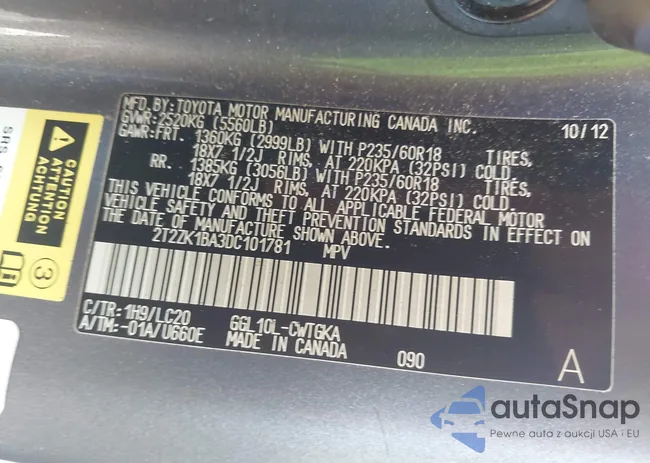 MFD. BY: TOYOTA MOTOR MANUFACTURING CANADA INC. 10/12
GVWR: 2520KG (5560LB)
GAWR: FRT. 1360KG (2999LB) WITH P235/60R18 TIRES,
18X7 1/2J RIMS, AT 220KPA (32PSI) COLD
RR. 1385KG (3056LB) WITH P235/60R18 TIRES,
18X7 1/2J RIMS, AT 220KPA (32PSI) COLD.
THIS VEHICLE CONFORMS TO ALL APPLICABLE FEDERAL MOTOR
VEHICLE SAFETY AND THEFT PREVENTION STANDARDS IN EFFECT
ON THE DATE OF MANUFACTURE SHOWN ABOVE.
2T2ZK1BA3DC101781 MPV
C/TR: 1H9/LC20 GGL10L-CWTGKA
A/TM: -01A/U660E MADE IN CANADA 090 A
CAUTION
ATTENTION
ACHTUNG
3
SRS
autoSnap
Pewne auta z aukcji USA i EU